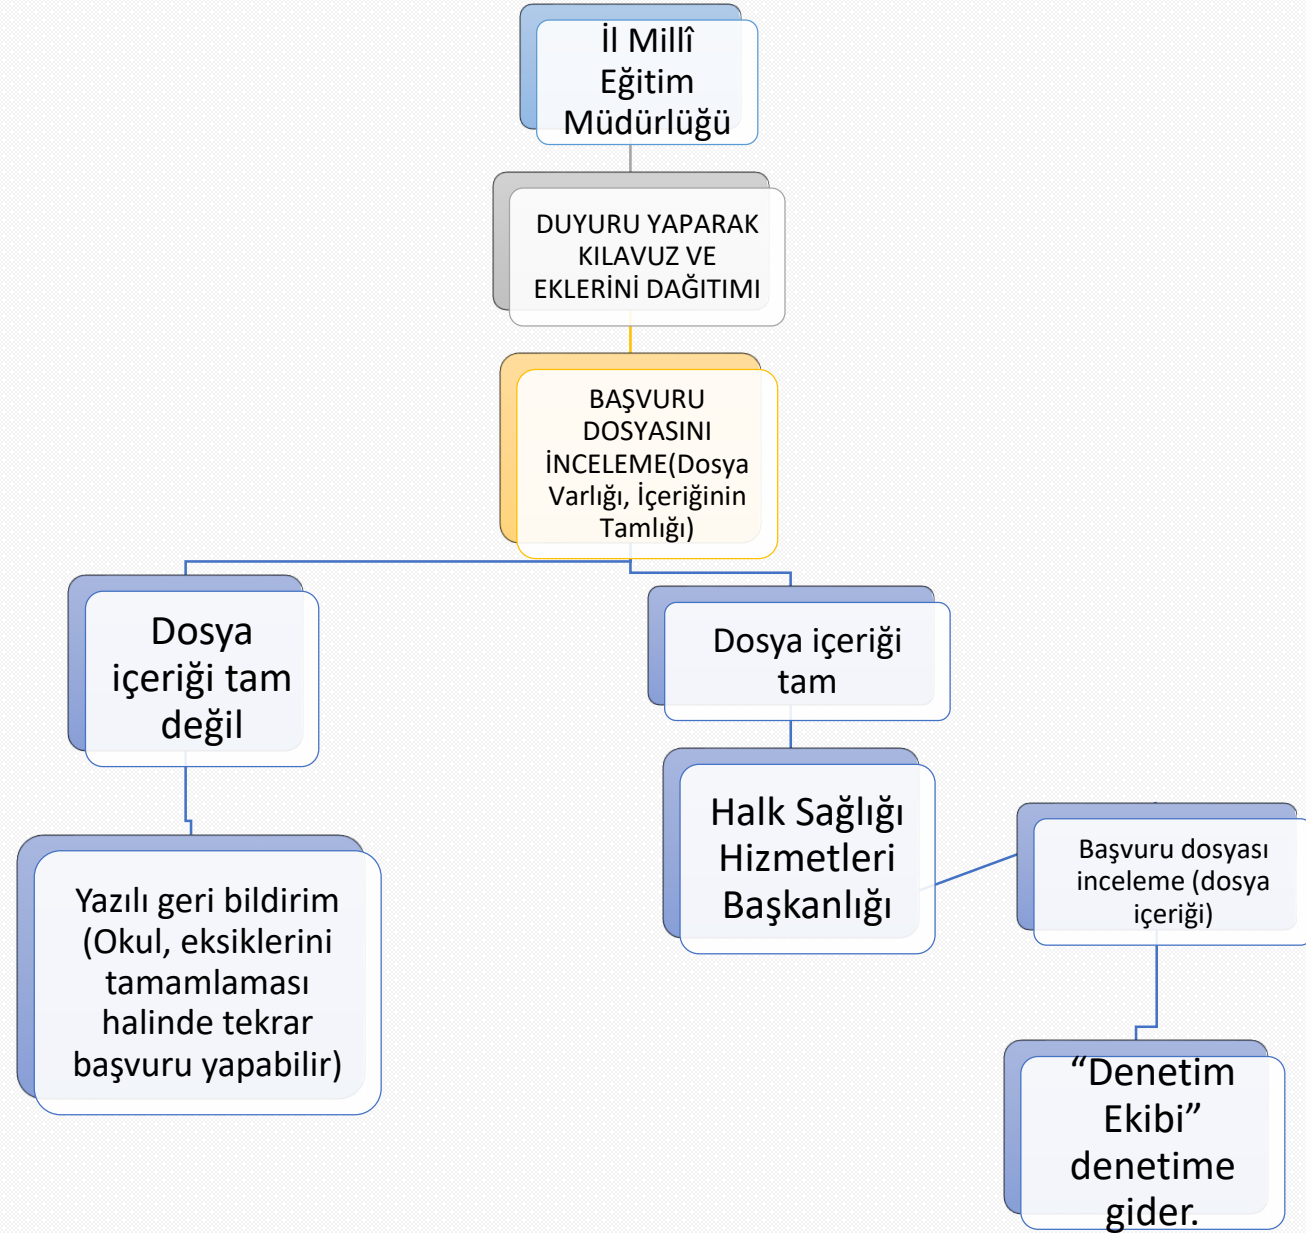 İl Millî
Eğitim
Müdürlüğü
DUYURU YAPARAK
KILAVUZ VE
EKLERİNİ DAĞITIMI
BAŞVURU
DOSYASINI
İNCELEME(Dosya
Varlığı, İçeriğinin
Tamlığı)
Dosya
içeriği tam
değil
Yazılı geri bildirim
(Okul, eksiklerini
tamamlaması
halinde tekrar
başvuru yapabilir)
Dosya içeriği
tam
Halk Sağlığı
Hizmetleri
Başkanlığı
Başvuru dosyası
inceleme (dosya
içeriği)
“Denetim
Ekibi”
denetime
gider.